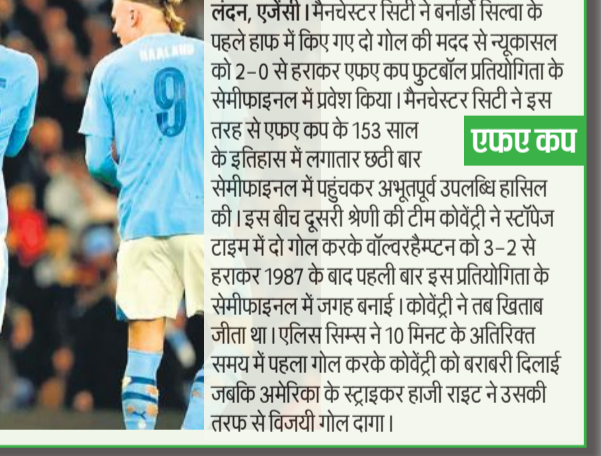 HAALAND
9
लंदन, एजेंसी। मैनचेस्टर सिटी ने बर्नार्डो सिल्वा के
पहले हाफ में किए गए दो गोल की मदद से न्यूकासल
को 2-0 से हराकर एफए कप फुटबॉल प्रतियोगिता के
सेमीफाइनल में प्रवेश किया। मैनचेस्टर सिटी ने इस
तरह से एफए कप के 153 साल
के इतिहास में लगातार छठी बार
एफए कप
सेमीफाइनल में पहुंचकर अभूतपूर्व उपलब्धि हासिल
की। इस बीच दूसरी श्रेणी की टीम कोवेंट्री ने स्टॉपेज
टाइम में दो गोल करके वॉल्वरहैम्प्टन को 3-2 से
हराकर 1987 के बाद पहली बार इस प्रतियोगिता के
सेमीफाइनल में जगह बनाई। कोवेंट्री ने तब खिताब
जीता था। एलिस सिम्स ने 10 मिनट के अतिरिक्त
समय में पहला गोल करके कोवेंट्री को बराबरी दिलाई
जबकि अमेरिका के स्ट्राइकर हाजी राइट ने उसकी
तरफ से विजयी गोल दागा।